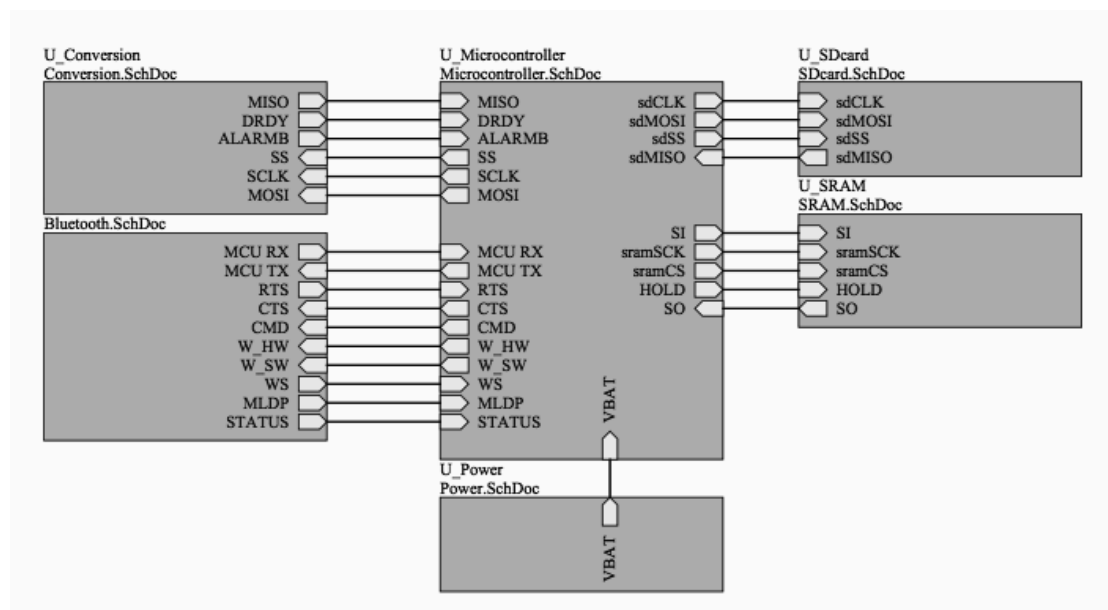 U_Conversion
Conversion.SchDoc
MISO
DRDY
ALARMB
SS
SCLK
MOSI
Bluetooth.SchDoc
MCU RX
MCU TX
RTS
CTS
CMD
W_HW
W_SW
WS
MLDP
STATUS
U_Microcontroller
Microcontroller.SchDoc
MISO
DRDY
ALARMB
SS
SCLK
MOSI
MCU RX
MCU TX
RTS
CTS
CMD
W_HW
W_SW
WS
MLDP
STATUS
sdCLK
sdMOSI
sdSS
sdMISO
SI
sramSCK
sramCS
HOLD
SO
VBAT
U_SDcard
SDcard.SchDoc
sdCLK
sdMOSI
sdSS
sdMISO
U_SRAM
SRAM.SchDoc
SI
sramSCK
sramCS
HOLD
SO
U_Power
Power.SchDoc
VBAT